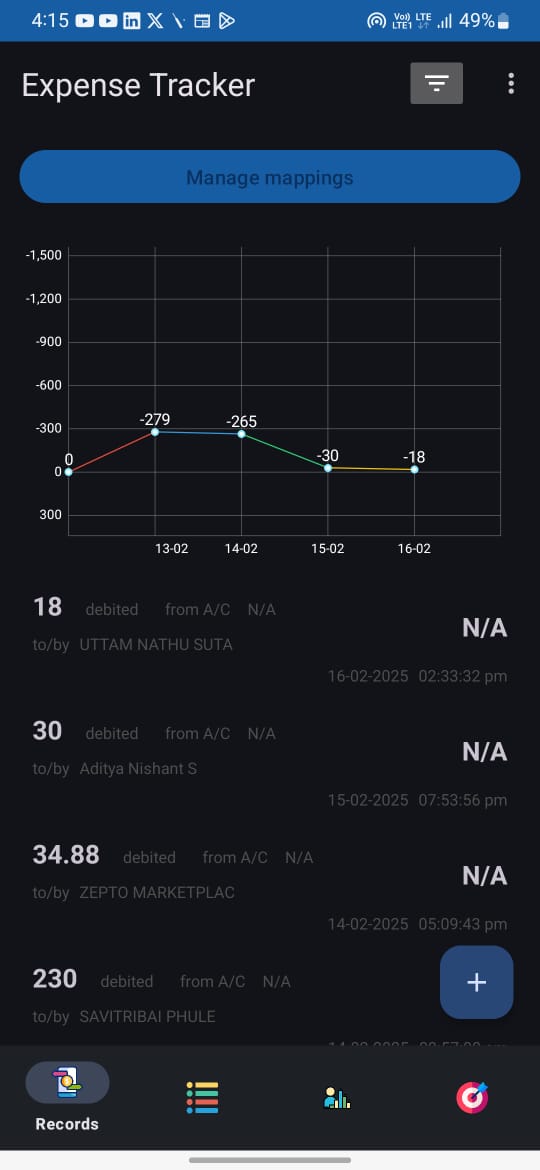 4:15 Vo)) LTE LTE1 49%
Expense Tracker
Manage mappings
-1,500
-1,200
-900
-600
-300
0
300
0
-279
-265
-30
-18
13-02 14-02 15-02 16-02
18 debited from A/C N/A
N/A
to/by UTTAM NATHU SUTA
16-02-2025 02:33:32 pm
30 debited from A/C N/A
N/A
to/by Aditya Nishant S
15-02-2025 07:53:56 pm
34.88 debited from A/C N/A
N/A
to/by ZEPTO MARKETPLAC
14-02-2025 05:09:43 pm
230 debited from A/C N/A
to/by SAVITRIBAI PHULE
Records